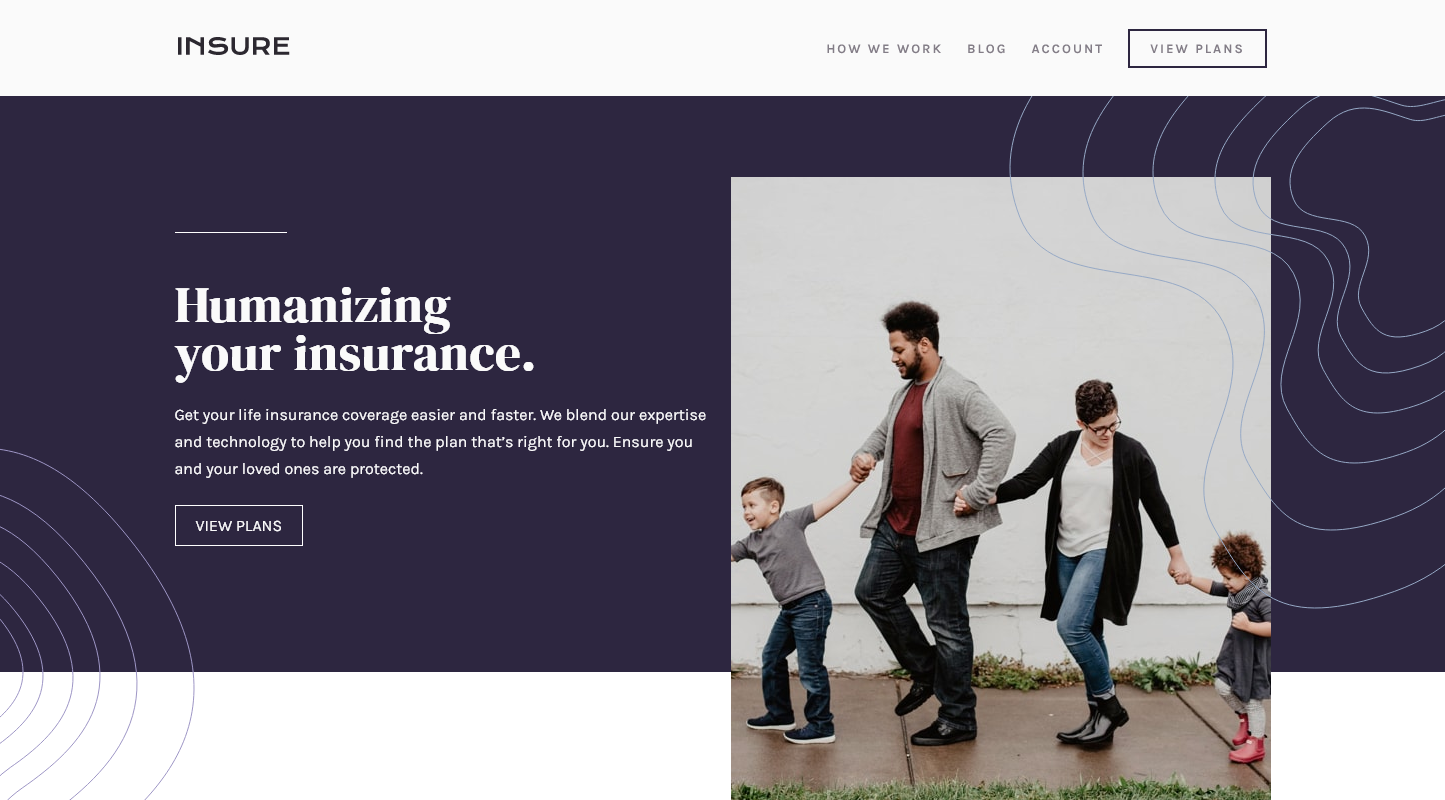 INSURE
HOW WE WORK
BLOG
ACCOUNT
VIEW PLANS
Humanizing
your insurance.
Get your life insurance coverage easier and faster. We blend our expertise
and technology to help you find the plan that's right for you. Ensure you
and your loved ones are protected.
VIEW PLANS